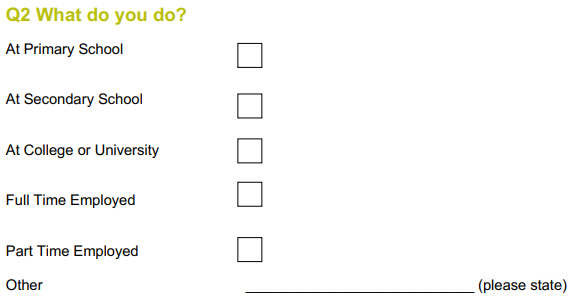 Q2 What do you do?
At Primary School
At Secondary School
At College or University
Full Time Employed
Part Time Employed
Other (please state)